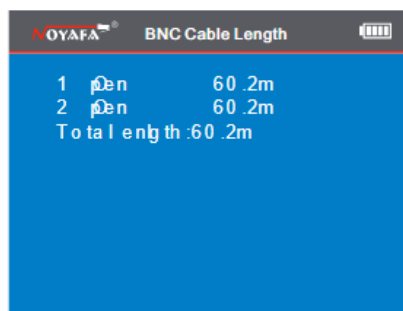 NOYAFA® BNC Cable Length
1 Open 60.2m
2 Open 60.2m
Total length:60.2m